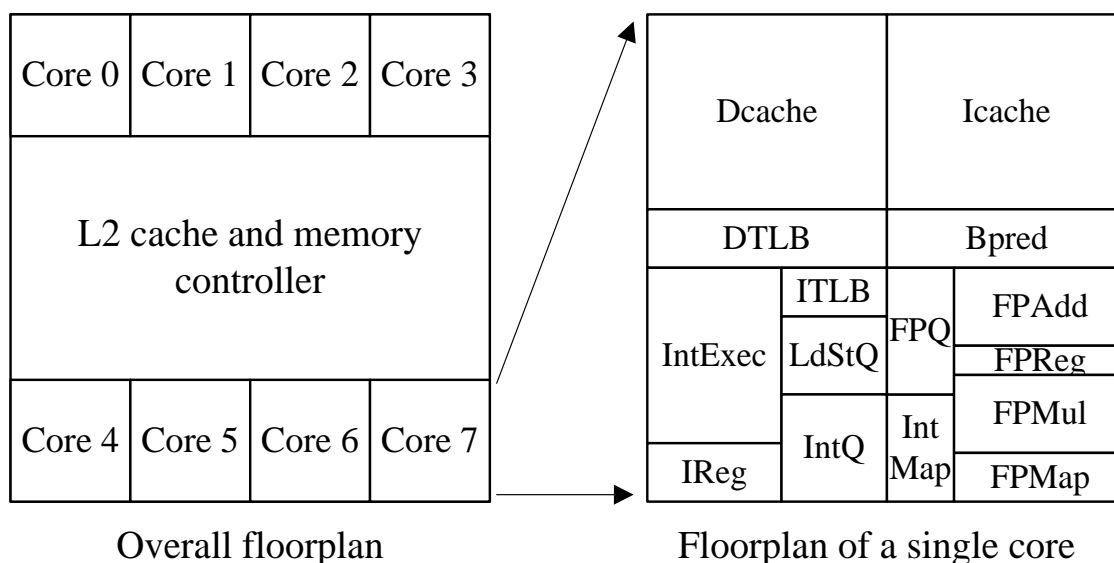 Core 0 Core 1 Core 2 Core 3
L2 cache and memory
controller
Core 4 Core 5 Core 6 Core 7
Overall floorplan
Dcache
Icache
DTLB
Bpred
IntExec
ITLB
LdStQ
FPQ
FPAdd
FPReg
FPMul
IReg
IntQ
Int
Map
FPMap
Floorplan of a single core